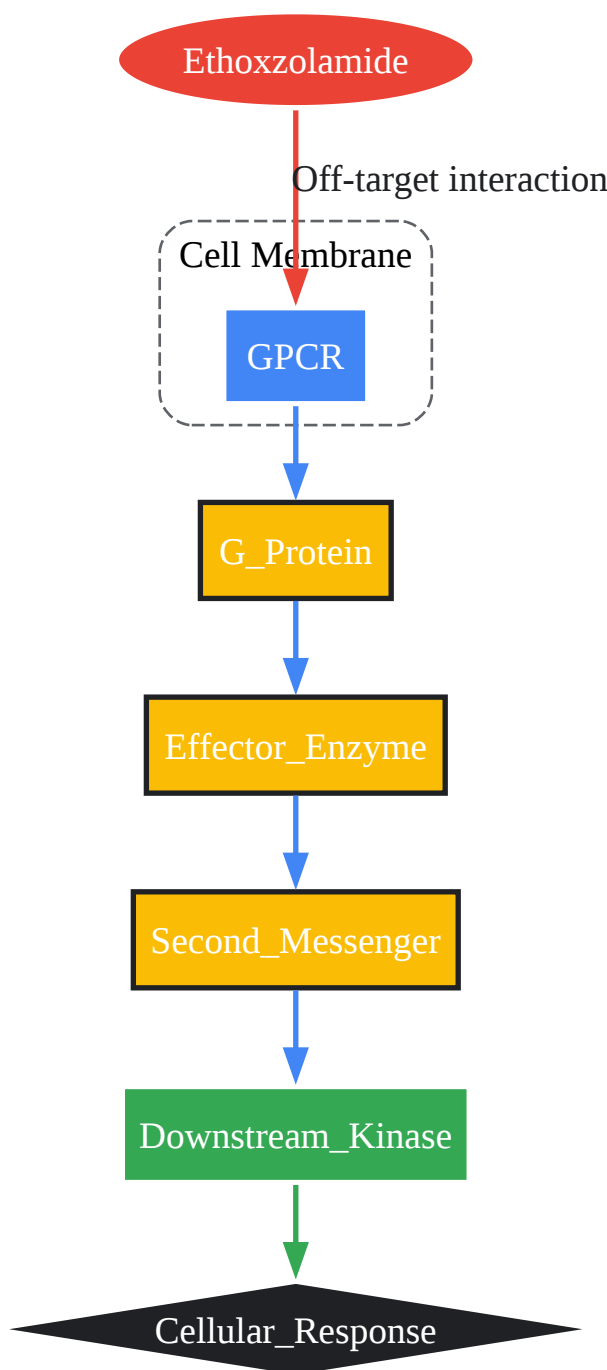 Ethoxzolamide
Off-target interaction
Cell Membrane
GPCR
G_Protein
Effector_Enzyme
Second_Messenger
Downstream_Kinase
Cellular_Response